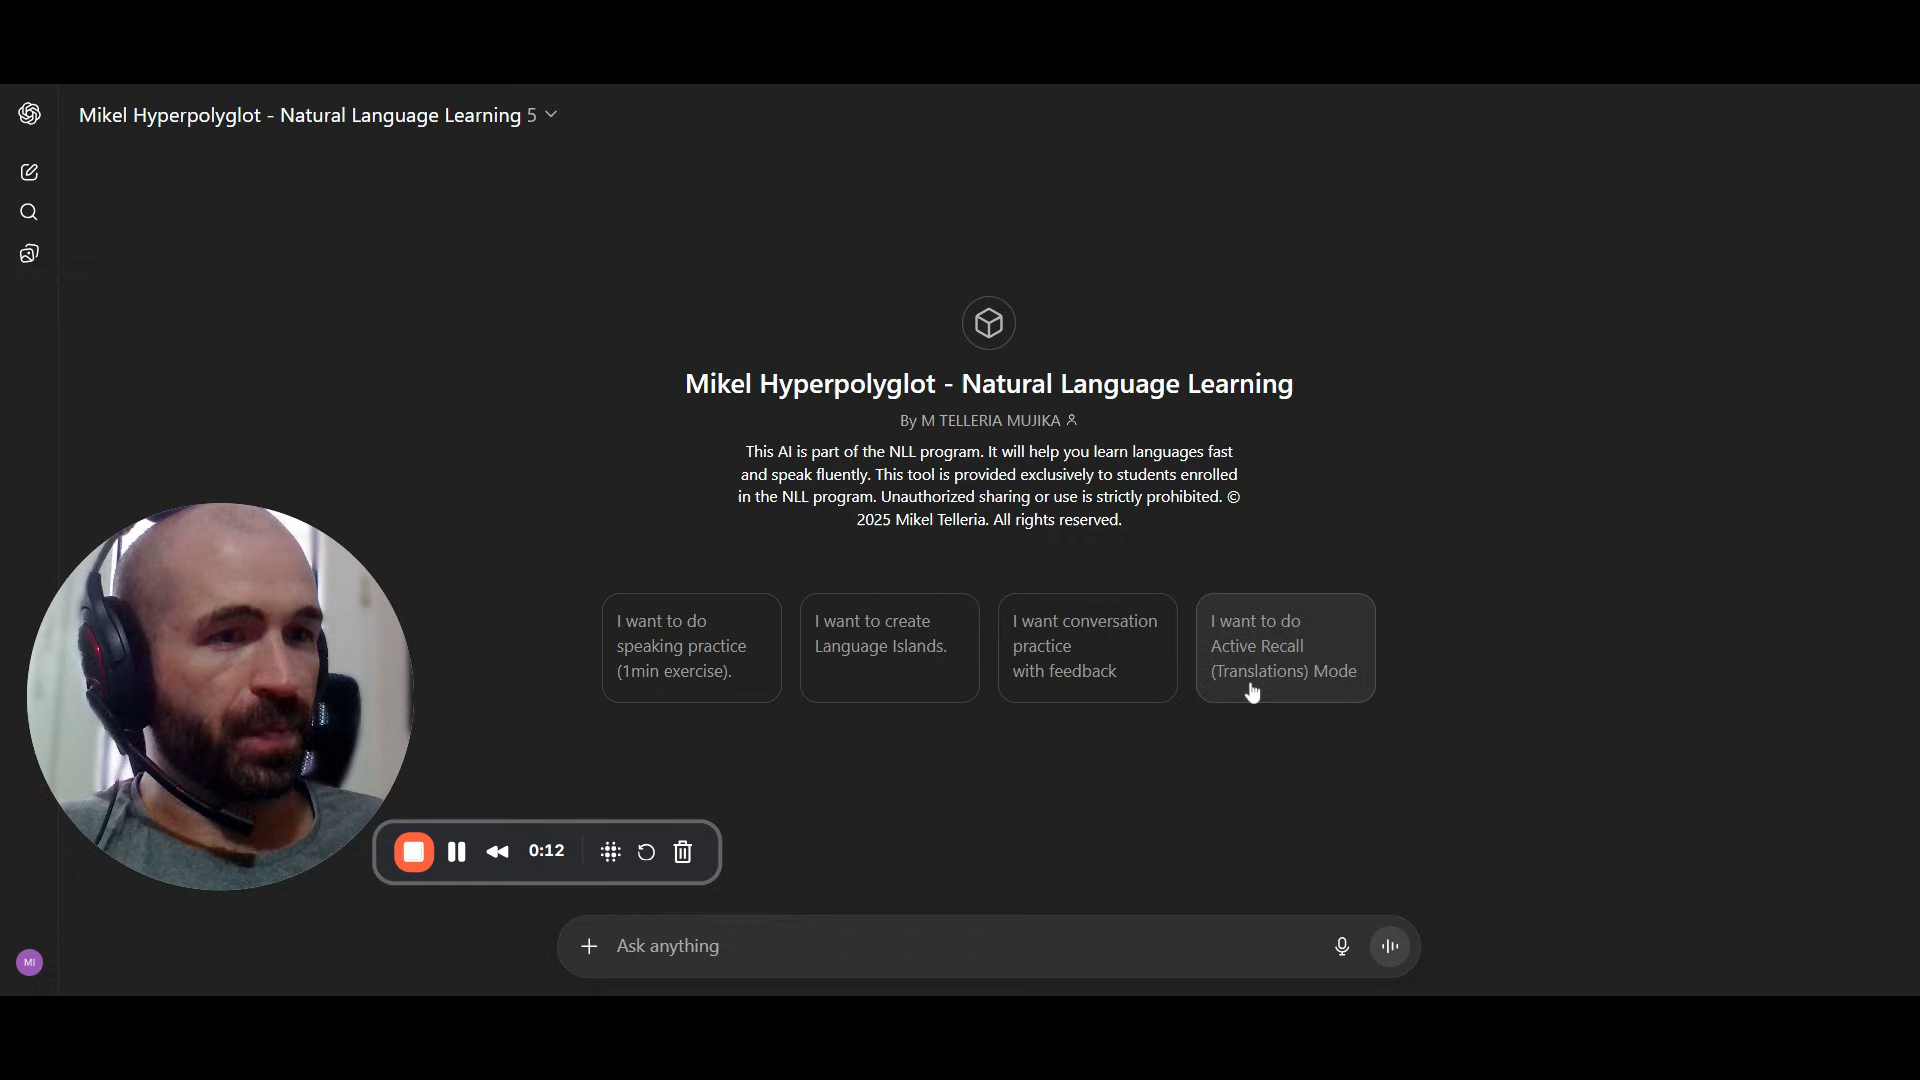 Mikel Hyperpolyglot - Natural Language Learning 5
Mikel Hyperpolyglot - Natural Language Learning
By M TELLERIA MUJIKA
This AI is part of the NLL program. It will help you learn languages fast
and speak fluently. This tool is provided exclusively to students enrolled
in the NLL program. Unauthorized sharing or use is strictly prohibited. ©
2025 Mikel Telleria. All rights reserved.
I want to do
speaking practice
(1min exercise).
I want to create
Language Islands.
I want conversation
practice
with feedback
I want to do
Active Recall
(Translations) Mode
0:12
Ask anything
MI